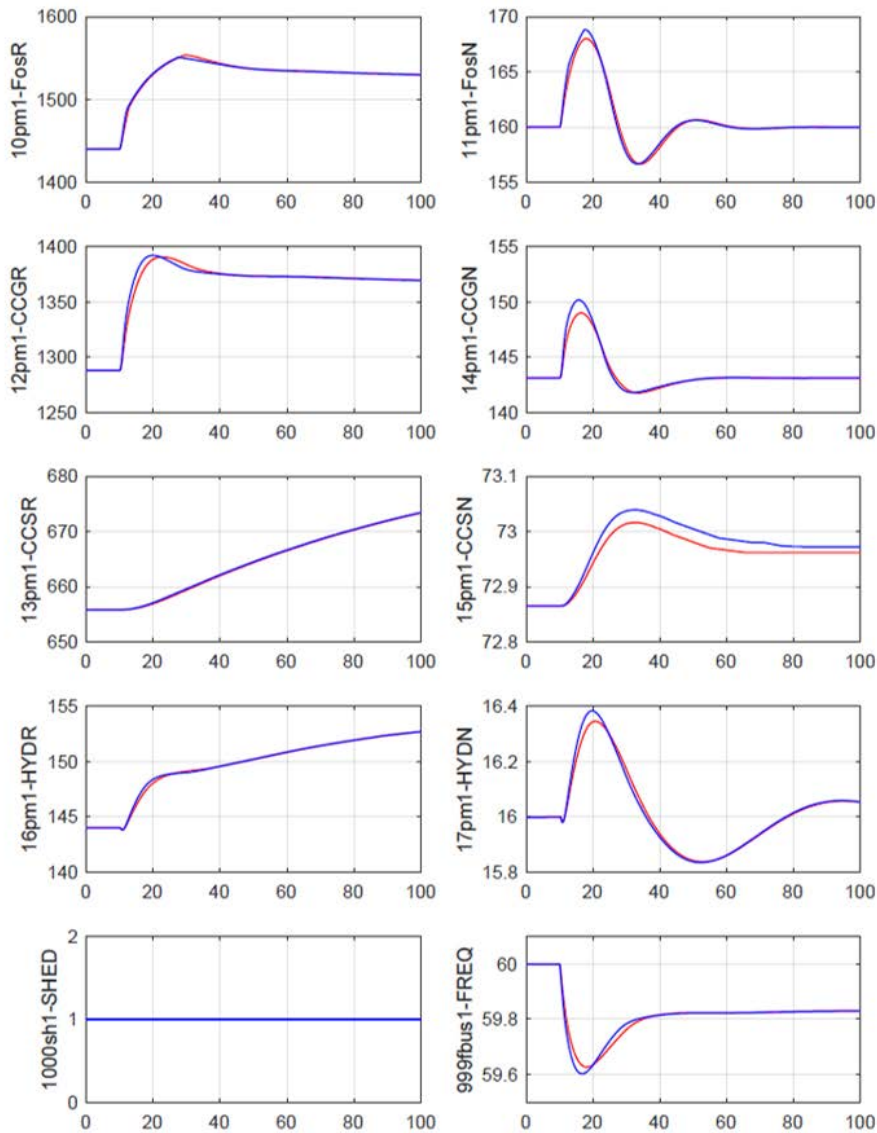 10pm1-FosR
1600
1500
1400
0 20 40 60 80 100
11pm1-FosN
170
165
160
155
0 20 40 60 80 100
12pm1-CCGR
1400
1350
1300
1250
0 20 40 60 80 100
14pm1-CCGN
155
150
145
140
0 20 40 60 80 100
13pm1-CCSR
680
670
660
650
0 20 40 60 80 100
15pm1-CCSN
73.1
73
72.9
72.8
0 20 40 60 80 100
16pm1-HYDR
155
150
145
140
0 20 40 60 80 100
17pm1-HYDN
16.4
16.2
16
15.8
0 20 40 60 80 100
1000sh1-SHED
2
1
0
0 20 40 60 80 100
999fbus1-FREQ
60
59.8
59.6
0 20 40 60 80 100